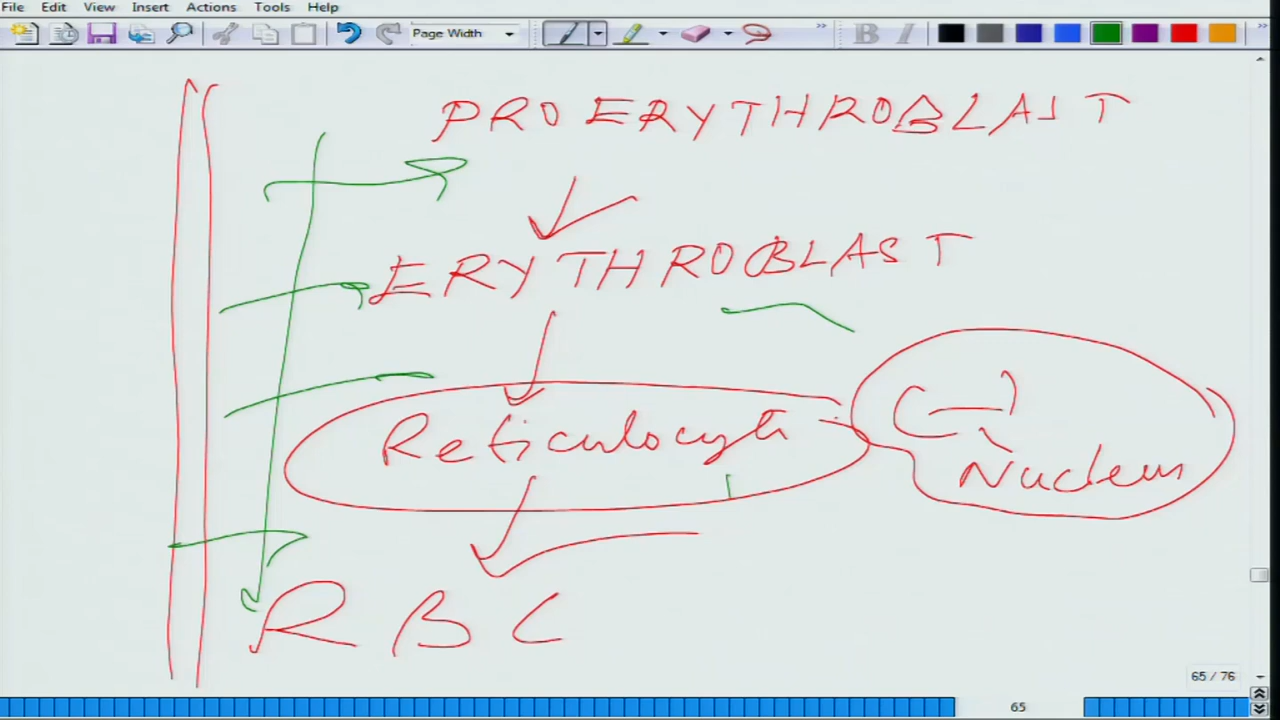 File Edit View Insert Actions Tools Help
Page Width
B I
PROERYTHROBLAST
ERYTHROBLAST
(-)
Reticulocyte
Nucleus
RBC
65 / 76
65